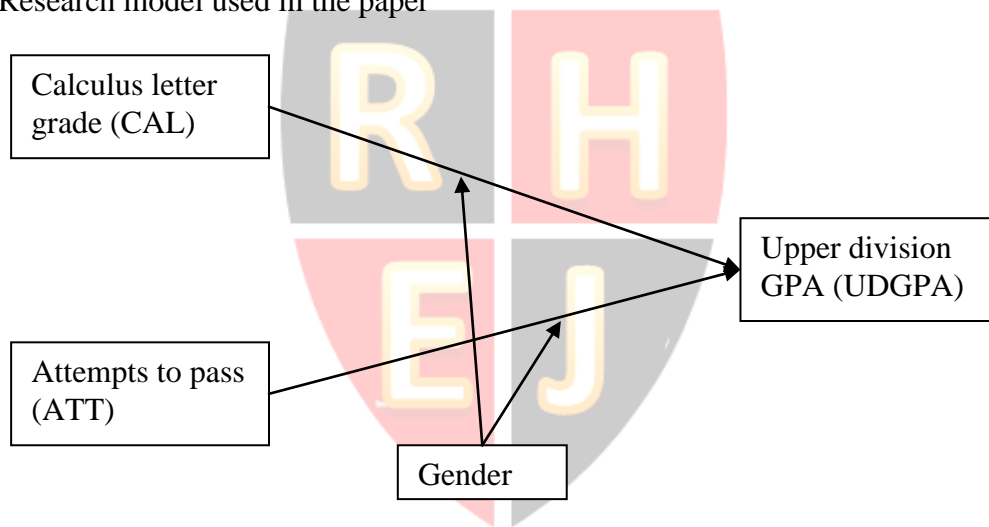 Research model used in the paper
Calculus letter
grade (CAL)
R H
Upper division
GPA (UDGPA)
E J
Attempts to pass
(ATT)
Gender